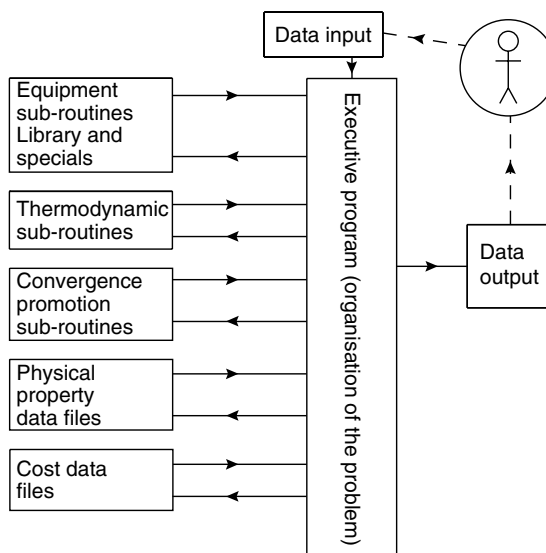 Data input
Equipment
sub-routines
Library and
specials
Thermodynamic
sub-routines
Convergence
promotion
sub-routines
Physical
property
data files
Cost data
files
Executive program (organisation of the problem)
Data
output